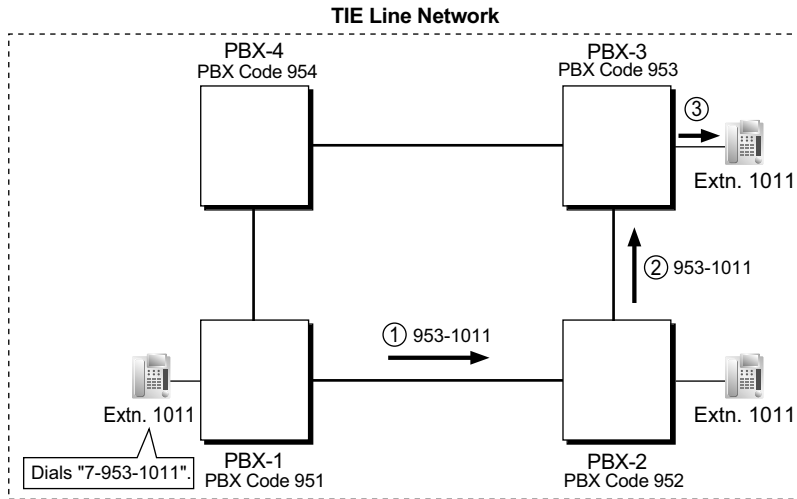 TIE Line Network
PBX-4
PBX Code 954
PBX-3
PBX Code 953
③
Extn. 1011
② 953-1011
① 953-1011
Extn. 1011
Extn. 1011
Dials "7-953-1011".
PBX-1
PBX Code 951
PBX-2
PBX Code 952